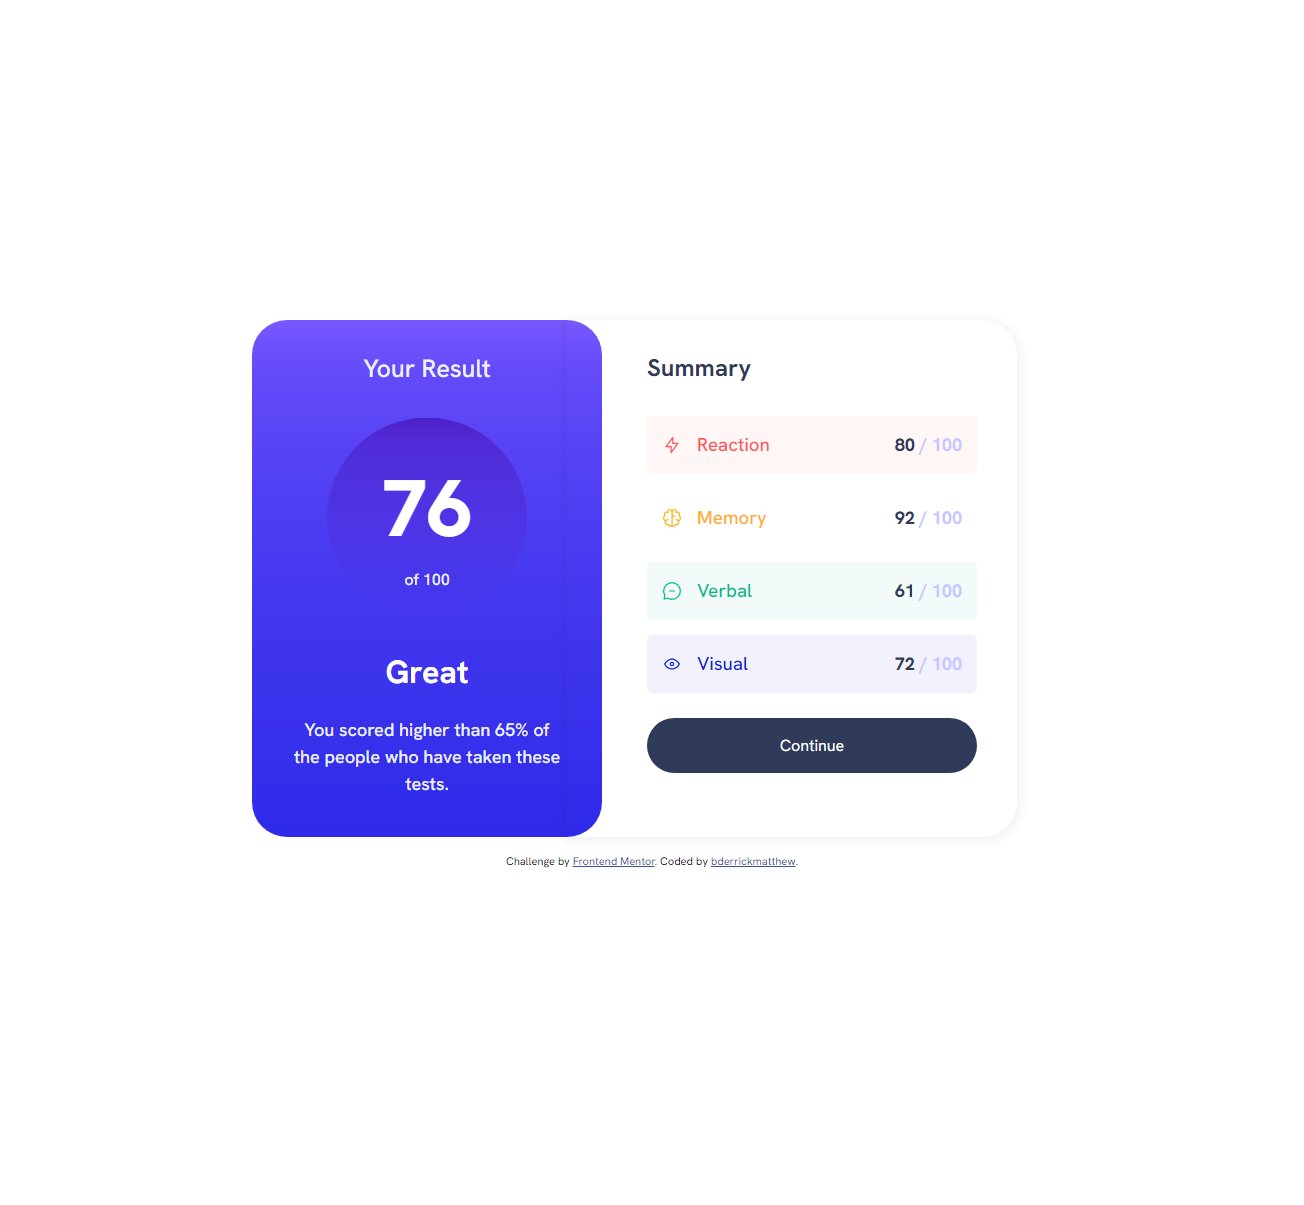 Your Result
76
of 100
Great
You scored higher than 65% of
the people who have taken these
tests.
Summary
Reaction 80 / 100
Memory 92 / 100
Verbal 61 / 100
Visual 72 / 100
Continue
Challenge by Frontend Mentor. Coded by bderrickmatthew.